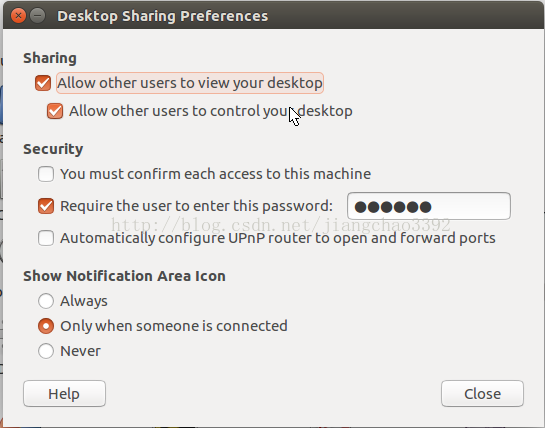 Desktop Sharing Preferences
Sharing
Allow other users to view your desktop
Allow other users to control your desktop
Security
You must confirm each access to this machine
Require the user to enter this password: ●●●●●●
http://blog.csdn.net/jiangchao3392
Automatically configure UPnP router to open and forward ports
Show Notification Area Icon
Always
Only when someone is connected
Never
Help Close